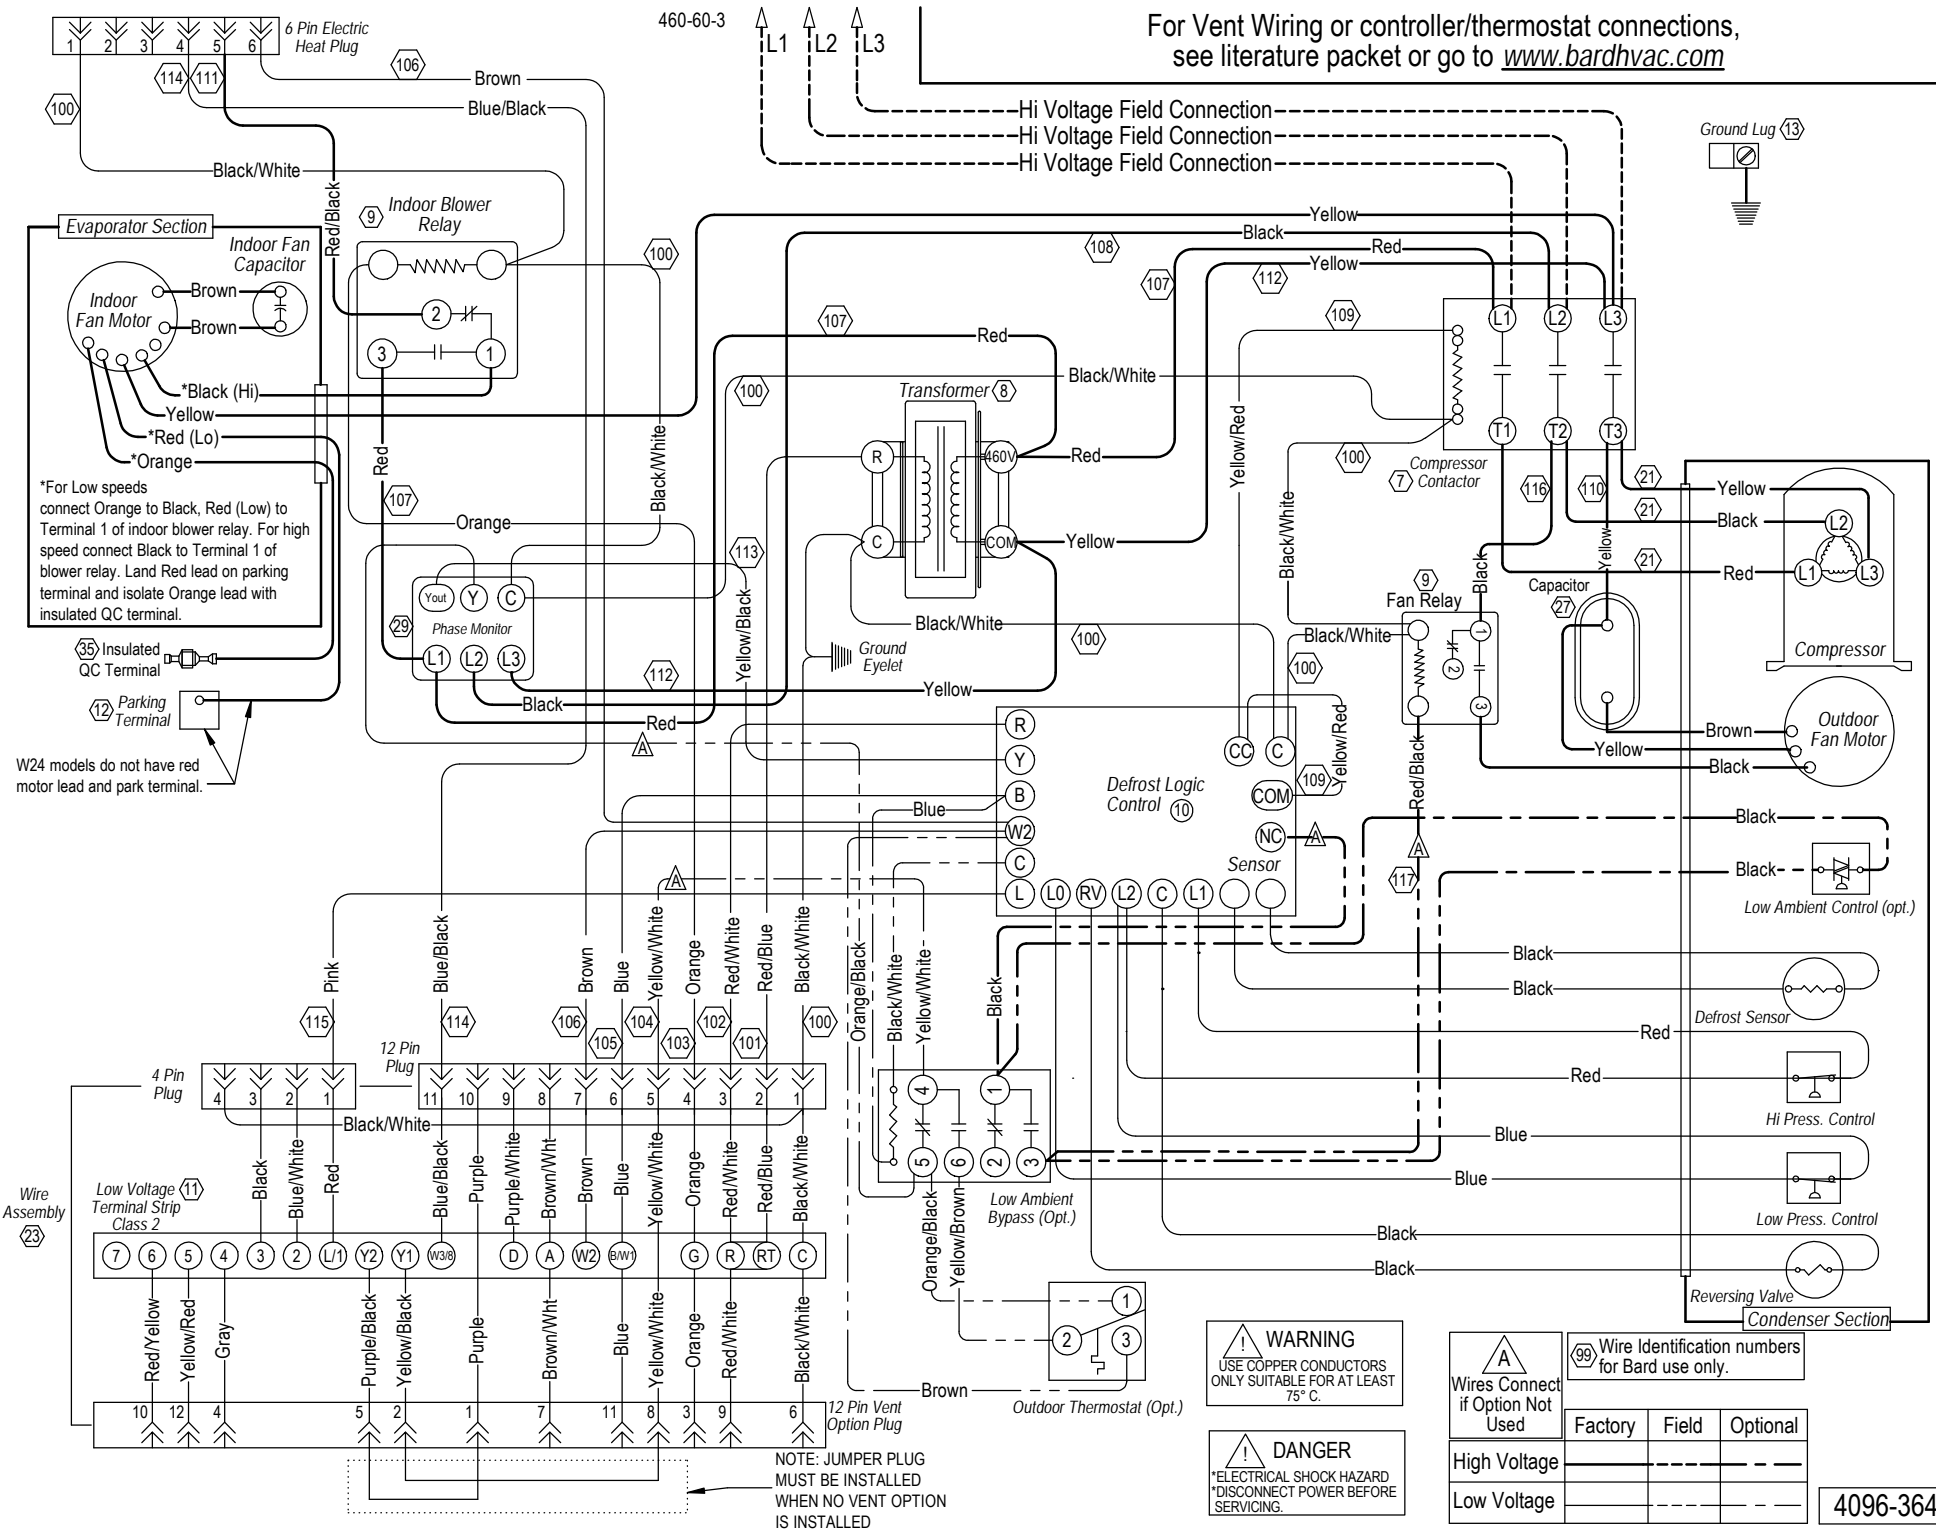 For Vent Wiring or controller/thermostat connections,
see literature packet or go to www.bardhvac.com
460-60-3
L1
L2
L3
Hi Voltage Field Connection
Hi Voltage Field Connection
Hi Voltage Field Connection
6 Pin Electric
Heat Plug
1 2 3 4 5 6
100
114
111
106
Brown
Blue/Black
Black/White
Red/Black
Ground Lug 13
Evaporator Section
Indoor Fan
Capacitor
Indoor
Fan Motor
Brown
Brown
*Black (Hi)
Yellow
*Red (Lo)
*Orange
*For Low speeds
connect Orange to Black, Red (Low) to
Terminal 1 of indoor blower relay. For high
speed connect Black to Terminal 1 of
blower relay. Land Red lead on parking
terminal and isolate Orange lead with
insulated QC terminal.
35 Insulated
QC Terminal
12 Parking
Terminal
W24 models do not have red
motor lead and park terminal.
9 Indoor Blower
Relay
2
3
1
100
Red
107
Black/White
Orange
Yellow
Black
108
Red
107
Yellow
112
107
Red
100
Black/White
Transformer 8
R
C
460V
COM
Red
Yellow
109
Yellow/Red
100
Black/White
L1 L2 L3
T1 T2 T3
7 Compressor
Contactor
116
110
21
21
21
Yellow
Black
Red
L2
L1
L3
Compressor
Black
Yellow
Capacitor
27
9
Fan Relay
1
2
3
Black/White
100
Red/Black
Outdoor
Fan Motor
Brown
Yellow
Black
113
Yellow/Black
Yout Y C
29 Phase Monitor
L1 L2 L3
Black/White
100
Ground
Eyelet
112
Yellow
Black
Red
A
R
Y
B
W2
C
L L0 RV L2 C L1
CC C
COM
NC
Sensor
Defrost Logic
Control 10
109
Yellow/Red
A
A
117
Blue
A
Black
Black
Low Ambient Control (opt.)
Black
Black
Defrost Sensor
Red
Red
Hi Press. Control
Blue
Blue
Low Press. Control
Black
Black
Reversing Valve
Condenser Section
Pink
Blue/Black
Brown
Blue
Yellow/White
Orange
Red/White
Red/Blue
Black/White
Orange/Black
Black/White
Yellow/White
Black
115
114
106
105
104
103
102
101
100
4 Pin
Plug
12 Pin
Plug
4 3 2 1
11 10 9 8 7 6 5 4 3 2 1
Black/White
4
1
5 6 2 3
Low Ambient
Bypass (Opt.)
Wire
Assembly
23
Low Voltage 11
Terminal Strip
Class 2
Black
Blue/White
Red
Blue/Black
Purple
Purple/White
Brown/Wht
Brown
Blue
Yellow/White
Orange
Red/White
Red/Blue
Black/White
7 6 5 4 3 2 L/1 Y2 Y1 W3/8 D A W2 B/W1 G R RT C
Red/Yellow
Yellow/Red
Gray
Purple/Black
Yellow/Black
Purple
Brown/Wht
Blue
Yellow/White
Orange
Red/White
Black/White
Orange/Black
Yellow/Brown
1
2
3
Brown
Outdoor Thermostat (Opt.)
10 12 4 5 2 1 7 11 8 3 9 6
12 Pin Vent
Option Plug
NOTE: JUMPER PLUG
MUST BE INSTALLED
WHEN NO VENT OPTION
IS INSTALLED
! WARNING
USE COPPER CONDUCTORS
ONLY SUITABLE FOR AT LEAST
75° C.
! DANGER
*ELECTRICAL SHOCK HAZARD
*DISCONNECT POWER BEFORE
SERVICING.
A
Wires Connect
if Option Not
Used
99 Wire Identification numbers
for Bard use only.
Factory Field Optional
High Voltage
Low Voltage
4096-364